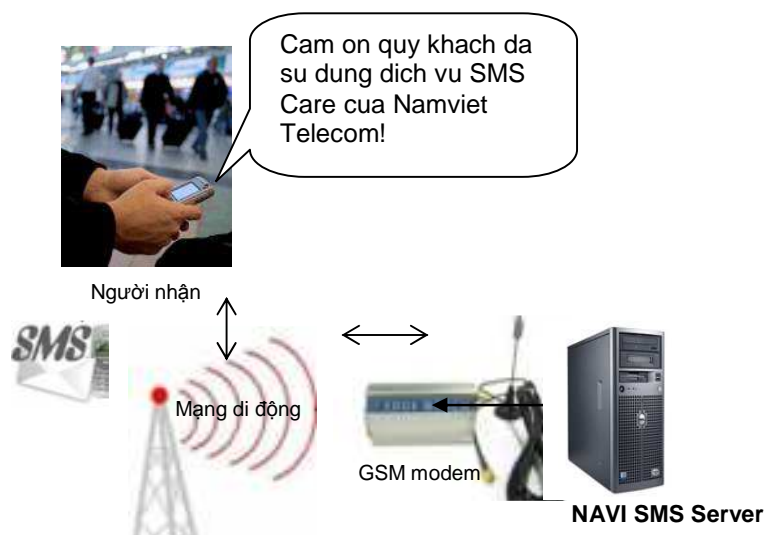 Cam on quy khach da
su dung dich vu SMS
Care cua Namviet
Telecom!
Người nhận
SMS
Mạng di động
GSM modem
NAVI SMS Server